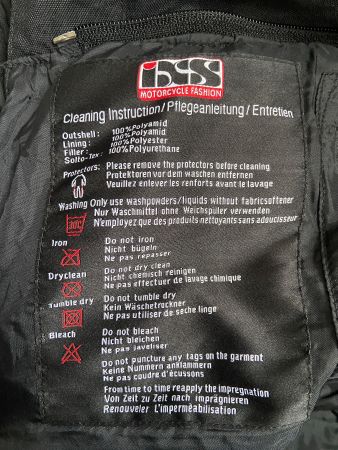 iXS
MOTORCYCLE FASHION
Cleaning Instruction/Pflegeanleitung/Entretien
Outshell: 100%Polyamid
Lining: 100%Polyamid
Filler: 100%Polyester
Solto-Tex: 100%Polyurethane
Protectors: Please remove the protectors before cleaning
Protektoren vor dem waschen entfernen
Veuillez enlever les renforts avant le lavage
Washing Only use washpowders/liquids without fabricsoftener
Nur Waschmittel ohne Weichspüler verwenden
30C N'employez que des produits nettoyants sans adoucisseur
Iron Do not iron
Nicht bügeln
Ne pas repasser
Dryclean Do not dry clean
Nicht chemisch reinigen
Ne pas effectuer de lavage chimique
Tumble dry Do not tumble dry
Kein Wäschetrockner
Ne pas utiliser de seche linge
Bleach Do not bleach
Nicht bleichen
Ne pas javeliser
Do not puncture any tags on the garment
Keine Nummern anklammern
Ne pas coudre d'écussons
From time to time reapply the impregnation
Von Zeit zu Zeit nach imprägnieren
Renouveler L'imperméabilisation